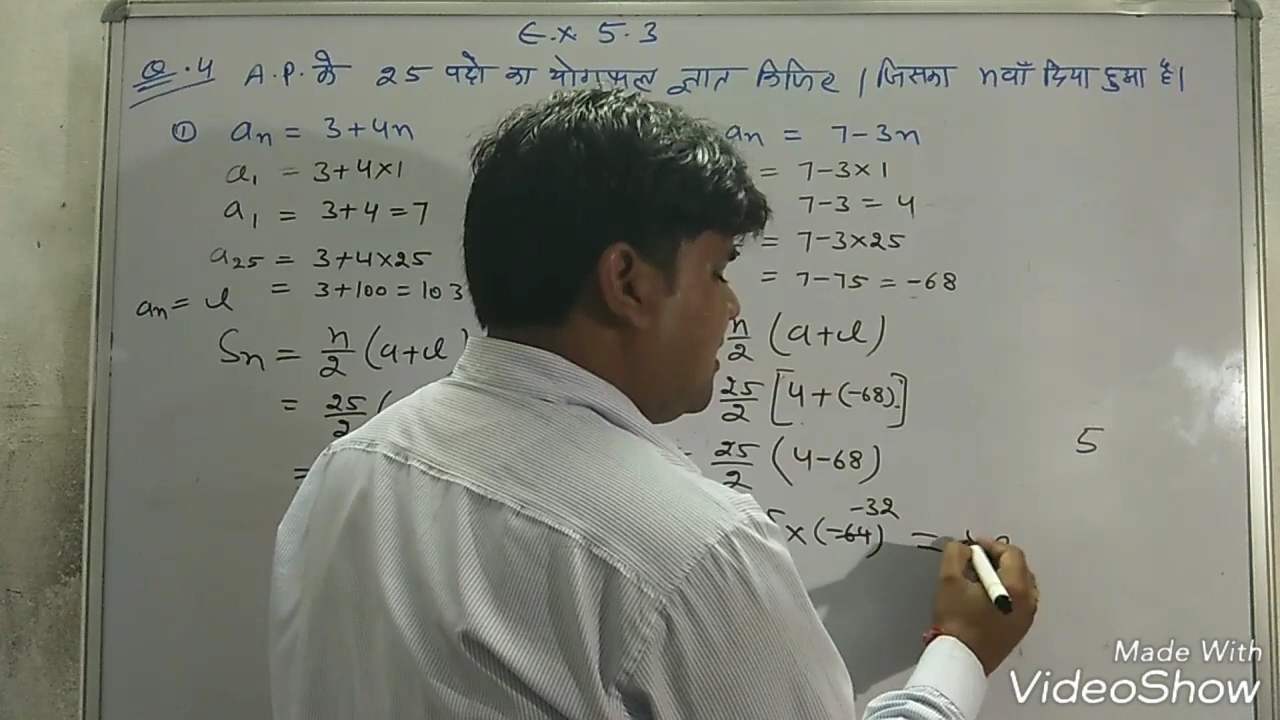 Ex 5.3
Q.4 A.P. के 25 पदो का योगफल ज्ञात किजिए । जिसका nवाँ दिया हुआ है।
① an = 3+4n
a1 = 3+4×1
a1 = 3+4=7
a25 = 3+4×25
= 3+100=103
an = l
Sn = n/2 (a+l)
= 25/2 (
=
an = 7-3n
= 7-3×1
7-3 = 4
= 7-3×25
= 7-75 = -68
n/2 (a+l)
25/2 [4+(-68)]
25/2 (4-68)
×(-64) -32 =
5
Made With
VideoShow